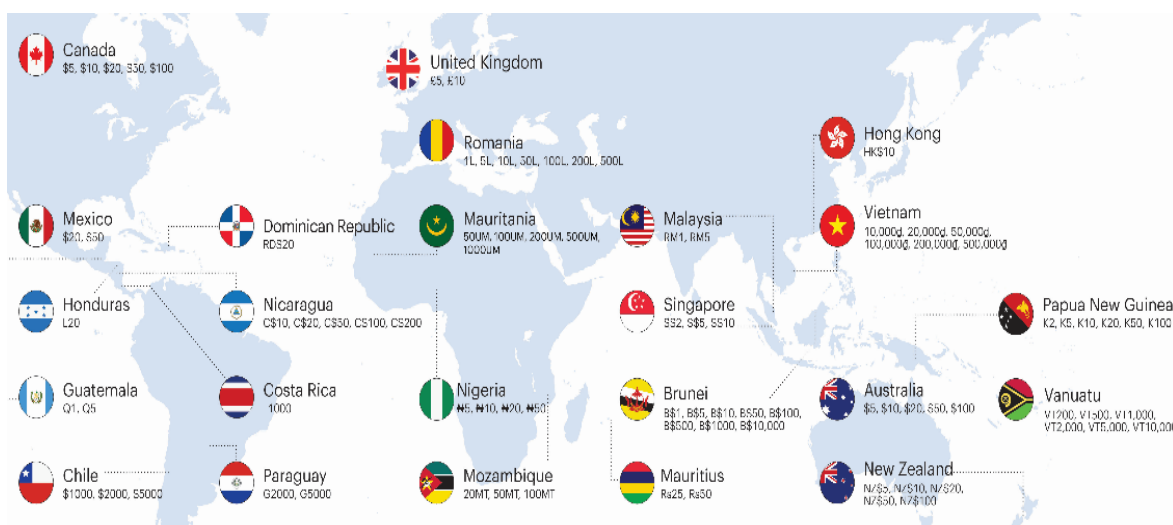 Canada
$5, $10, $20, $50, $100
United Kingdom
£5, £10
Romania
1L, 5L, 10L, 50L, 100L, 200L, 500L
Hong Kong
HK$10
Mexico
$20, $50
Dominican Republic
RD$20
Mauritania
50UM, 100UM, 200UM, 500UM,
1000UM
Malaysia
RM1, RM5
Vietnam
10,000₫, 20,000₫, 50,000₫,
100,000₫, 200,000₫, 500,000₫
Honduras
L20
Nicaragua
C$10, C$20, C$50, C$100, C$200
Singapore
S$2, S$5, S$10
Papua New Guinea
K2, K5, K10, K20, K50, K100
Guatemala
Q1, Q5
Costa Rica
1000
Nigeria
₦5, ₦10, ₦20, ₦50
Brunei
B$1, B$5, B$10, B$50, B$100,
B$500, B$1000, B$10,000
Australia
$5, $10, $20, $50, $100
Vanuatu
VT200, VT500, VT1,000,
VT2,000, VT5,000, VT10,00
Chile
$1000, $2000, $5000
Paraguay
G2000, G5000
Mozambique
20MT, 50MT, 100MT
Mauritius
Rs25, Rs50
New Zealand
NZ$5, NZ$10, NZ$20,
NZ$50, NZ$100